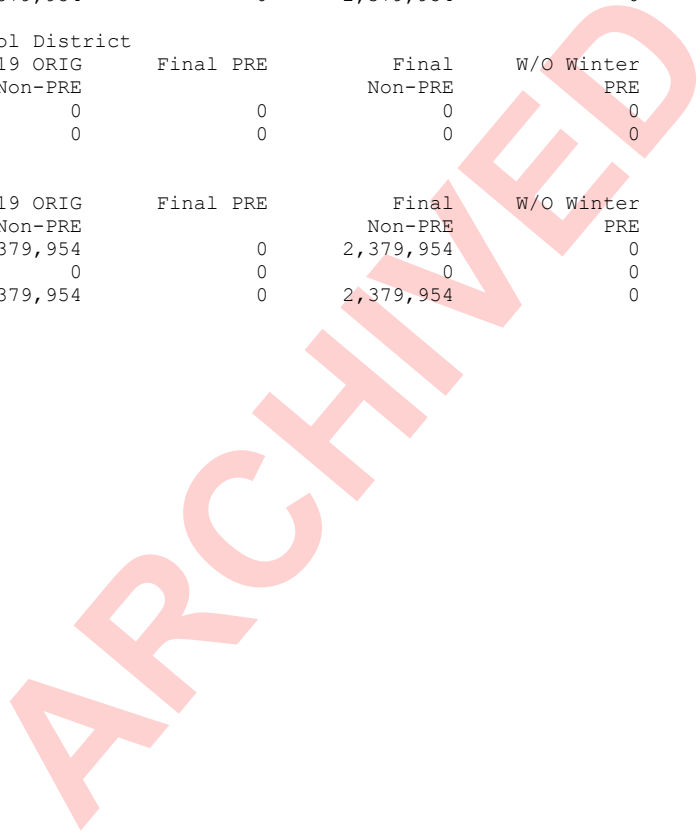 ol District
19 ORIG Final PRE Final W/O Winter
Non-PRE Non-PRE PRE
0 0 0 0
0 0 0 0
19 ORIG Final PRE Final W/O Winter
Non-PRE Non-PRE PRE
379,954 0 2,379,954 0
0 0 0 0
379,954 0 2,379,954 0
ARCHIVED